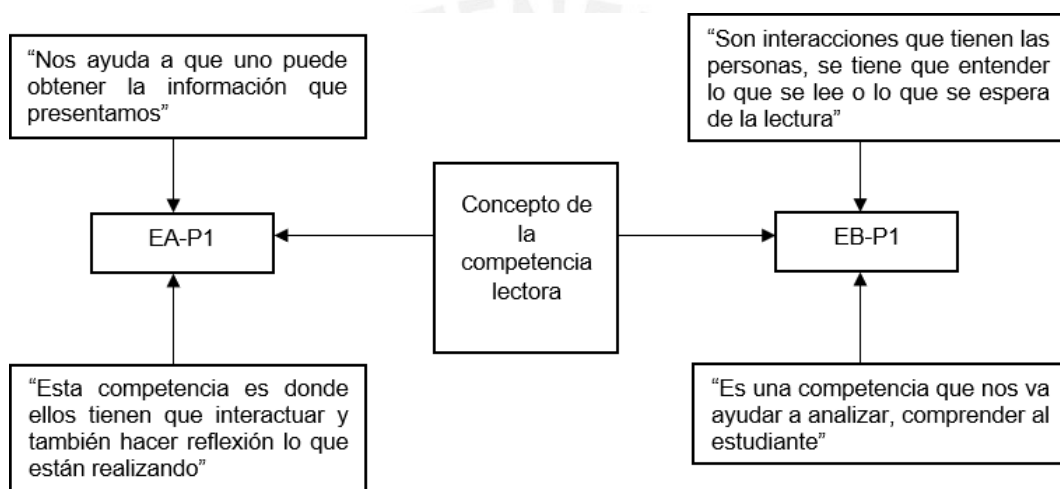 “Nos ayuda a que uno puede
obtener la información que
presentamos”
“Son interacciones que tienen las
personas, se tiene que entender
lo que se lee o lo que se espera
de la lectura”
EA-P1
Concepto de
la
competencia
lectora
EB-P1
“Esta competencia es donde
ellos tienen que interactuar y
también hacer reflexión lo que
están realizando”
“Es una competencia que nos va
ayudar a analizar, comprender al
estudiante”